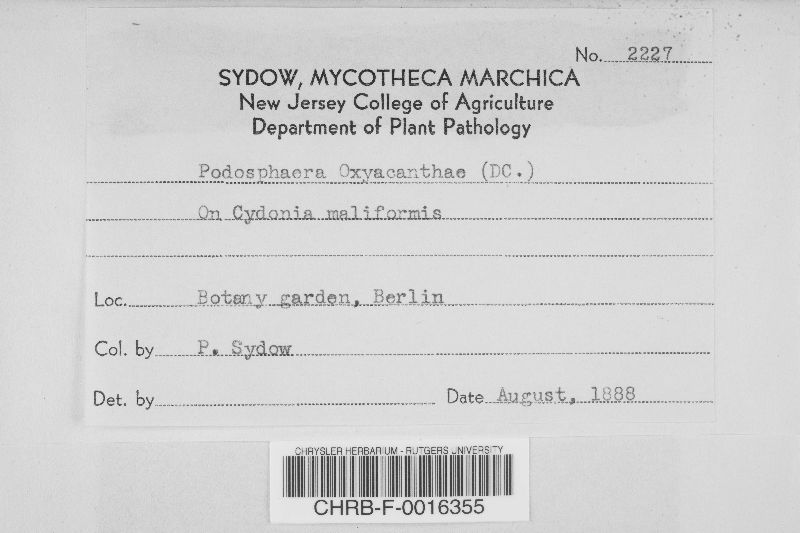 No. 2227
SYDOW, MYCOTHECA MARCHICA
New Jersey College of Agriculture
Department of Plant Pathology
Podosphaera Oxyacanthae (DC.)
On Cydonia maliformis
Loc. Botany garden, Berlin
Col. by P. Sydow
Det. by Date August, 1888
CHRYSLER HERBARIUM - RUTGERS UNIVERSITY
CHRB-F-0016355